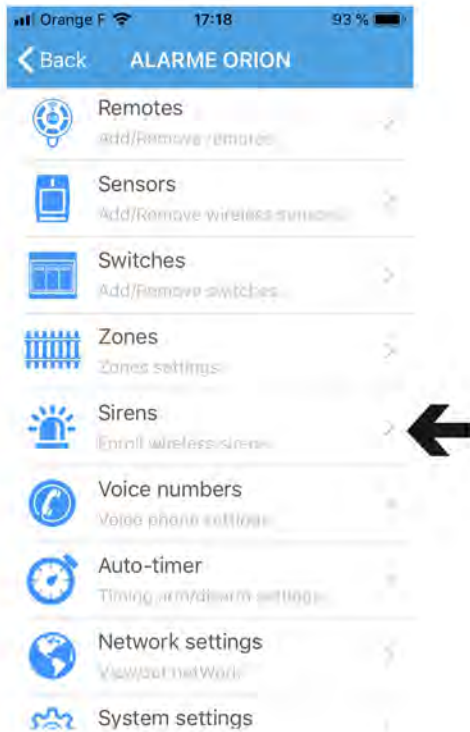 Orange F 17:18 93 %
Back ALARME ORION
Remotes
Add/Remove remotes
Sensors
Add/Remove wireless sensors
Switches
Add/Remove switches
Zones
Zones settings
Sirens
Enroll wireless sirens
Voice numbers
Voice phone settings
Auto-timer
Timing arm/disarm settings
Network settings
View/set network
System settings